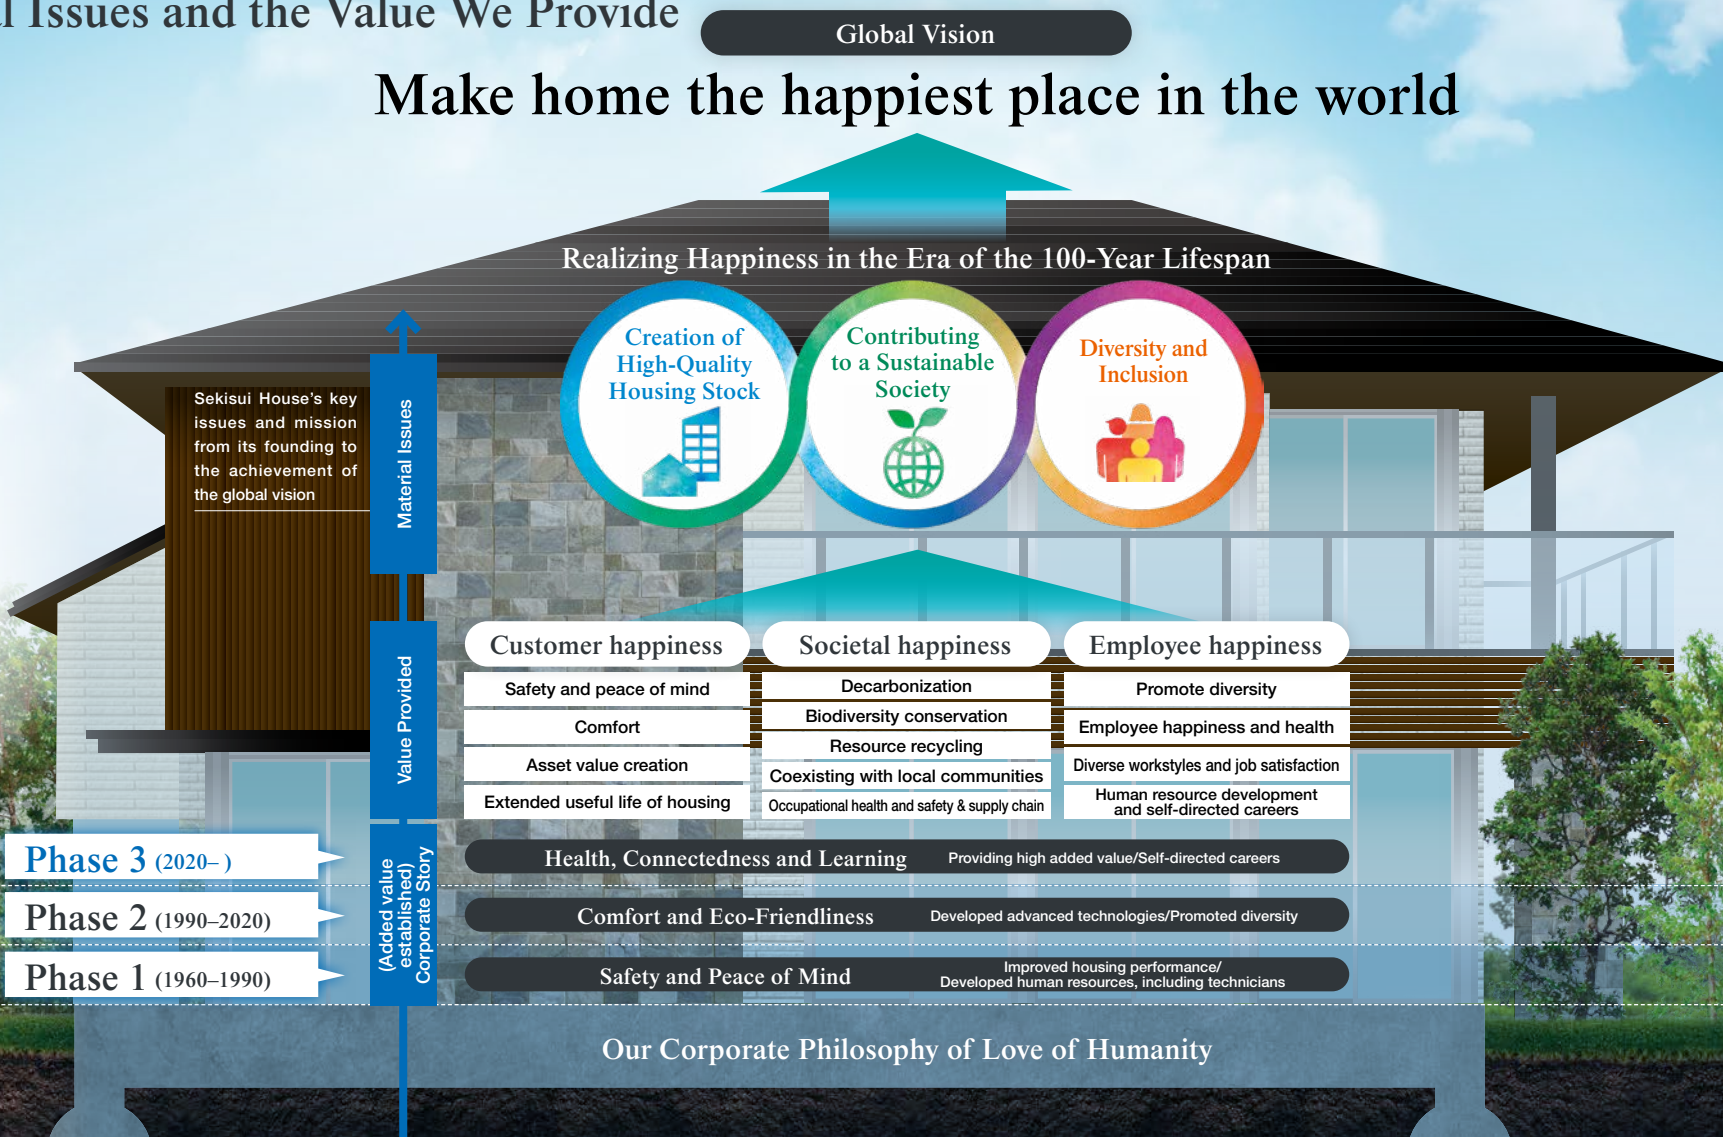 Issues and the Value We Provide
Global Vision
Make home the happiest place in the world
Realizing Happiness in the Era of the 100-Year Lifespan
Creation of
High-Quality
Housing Stock
Contributing
to a Sustainable
Society
Diversity and
Inclusion
Sekisui House's key
issues and mission
from its founding to
the achievement of
the global vision
Material Issues
Value Provided
Customer happiness
Safety and peace of mind
Comfort
Asset value creation
Extended useful life of housing
Societal happiness
Decarbonization
Biodiversity conservation
Resource recycling
Coexisting with local communities
Occupational health and safety & supply chain
Employee happiness
Promote diversity
Employee happiness and health
Diverse workstyles and job satisfaction
Human resource development
and self-directed careers
(Added value
established)
Corporate Story
Phase 3 (2020– )
Health, Connectedness and Learning
Providing high added value/Self-directed careers
Phase 2 (1990–2020)
Comfort and Eco-Friendliness
Developed advanced technologies/Promoted diversity
Phase 1 (1960–1990)
Safety and Peace of Mind
Improved housing performance/
Developed human resources, including technicians
Our Corporate Philosophy of Love of Humanity